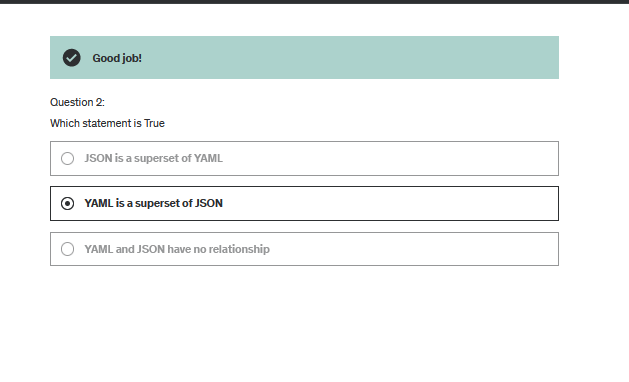 Good job!
Question 2:
Which statement is True
JSON is a superset of YAML
YAML is a superset of JSON
YAML and JSON have no relationship